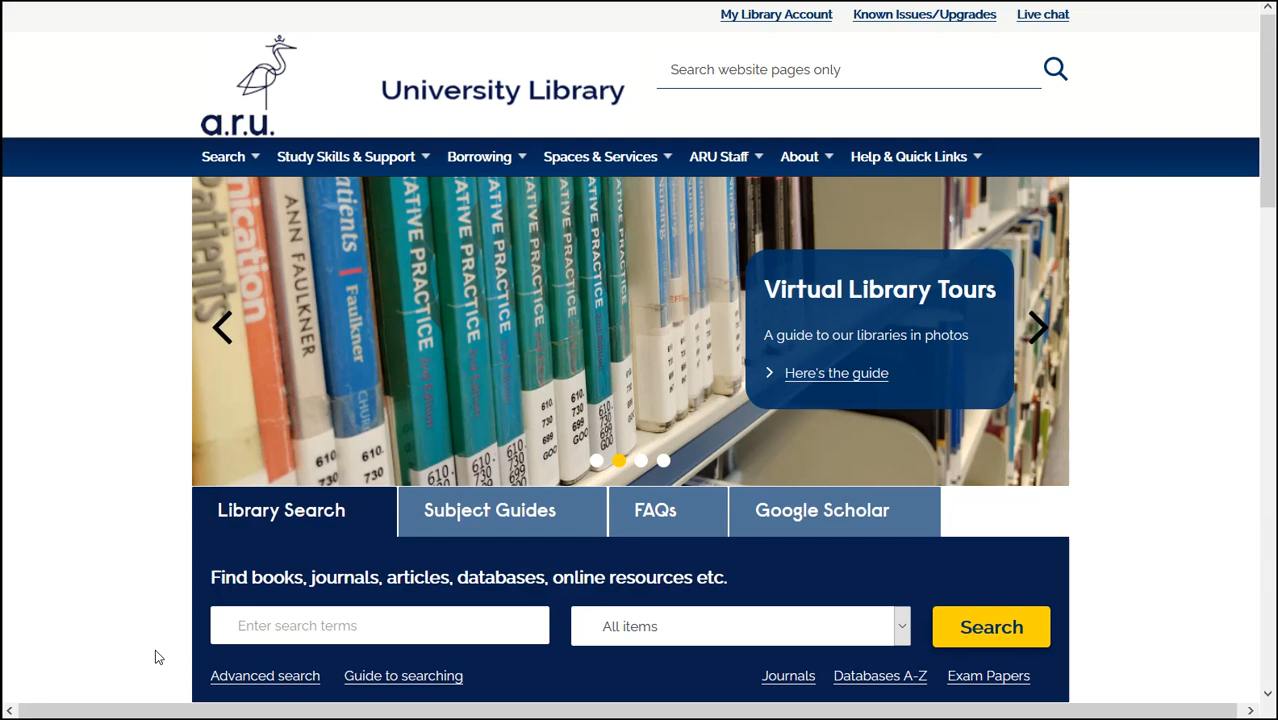 My Library Account Known Issues/Upgrades Live chat
a.r.u.
University Library
Search website pages only
Search Study Skills & Support Borrowing Spaces & Services ARU Staff About Help & Quick Links
ANN FAULKNER
Faulkner
Virtual Library Tours
A guide to our libraries in photos
Here's the guide
Library Search Subject Guides FAQs Google Scholar
Find books, journals, articles, databases, online resources etc.
Enter search terms All items Search
Advanced search Guide to searching Journals Databases A-Z Exam Papers